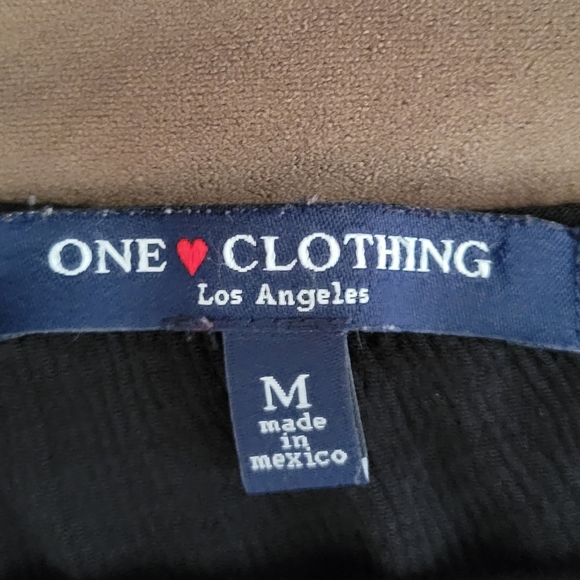 ONE ♥ CLOTHING
Los Angeles
M
made
in
mexico